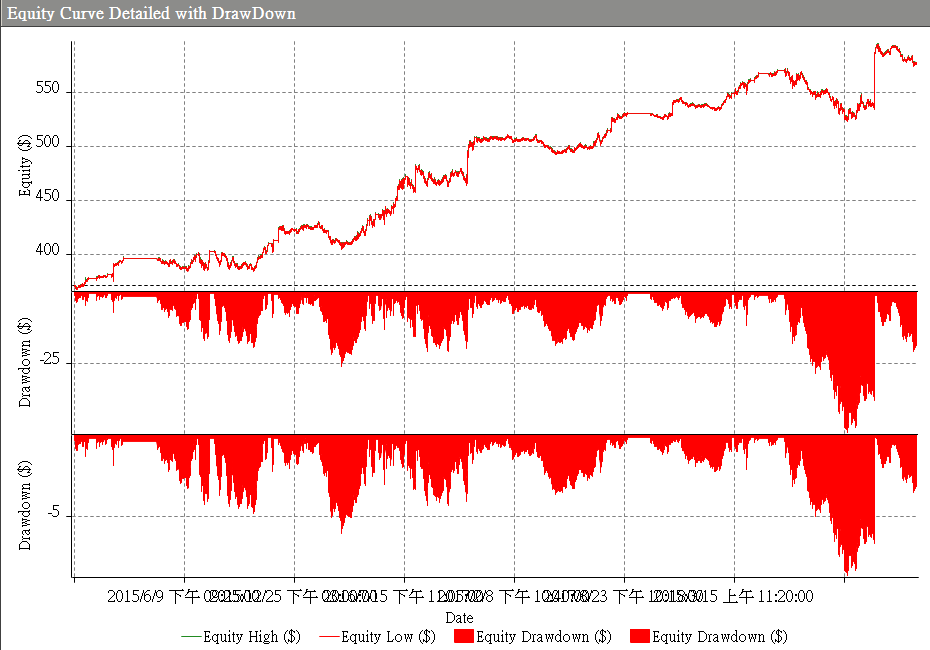 Equity Curve Detailed with DrawDown
550
500
450
400
Equity ($)
-25
Drawdown ($)
-5
Drawdown ($)
2015/6/9 下午 上午 11:20:00
Date
Equity High ($) Equity Low ($) Equity Drawdown ($) Equity Drawdown ($)